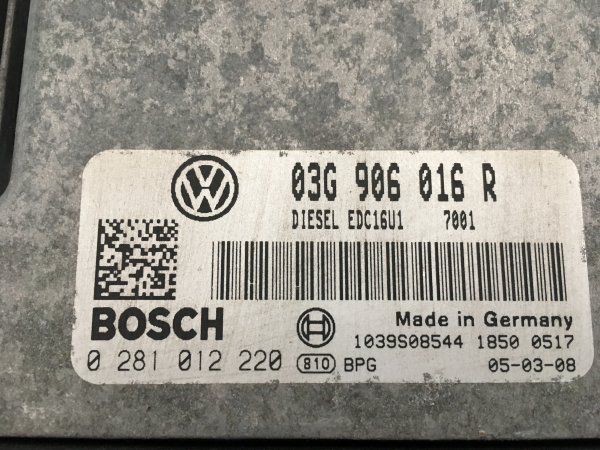 03G 906 016 R
DIESEL EDC16U1 7001
BOSCH
Made in Germany
1039S08544 1850 0517
0 281 012 220 810 BPG 05-03-08